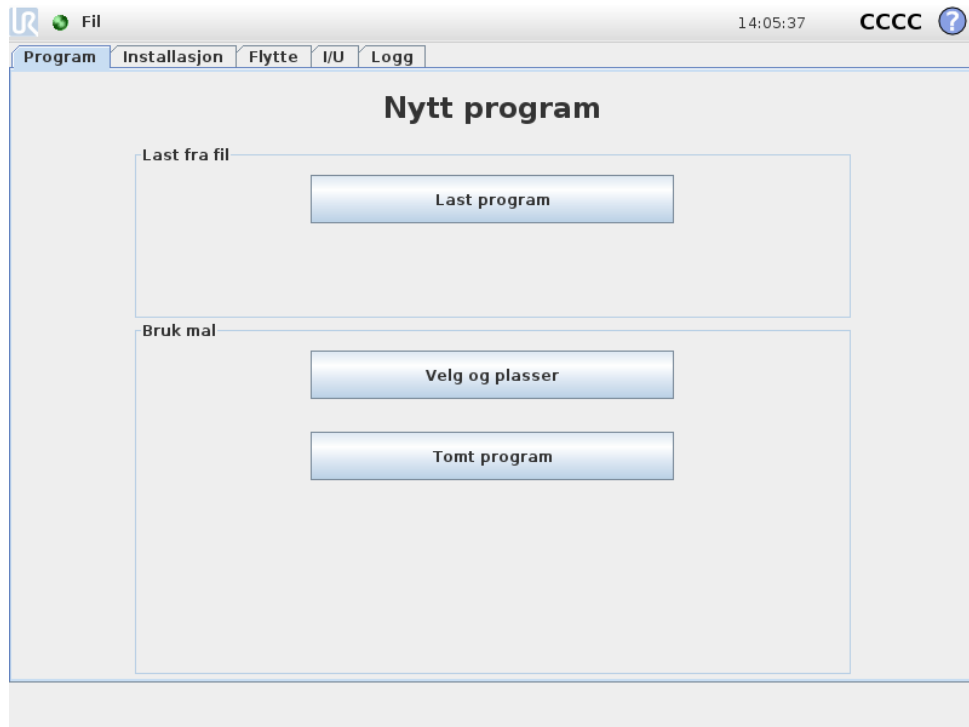 UR Fil 14:05:37 CCCC ?
Program Installasjon Flytte I/U Logg
Nytt program
Last fra fil
Last program
Bruk mal
Velg og plasser
Tomt program